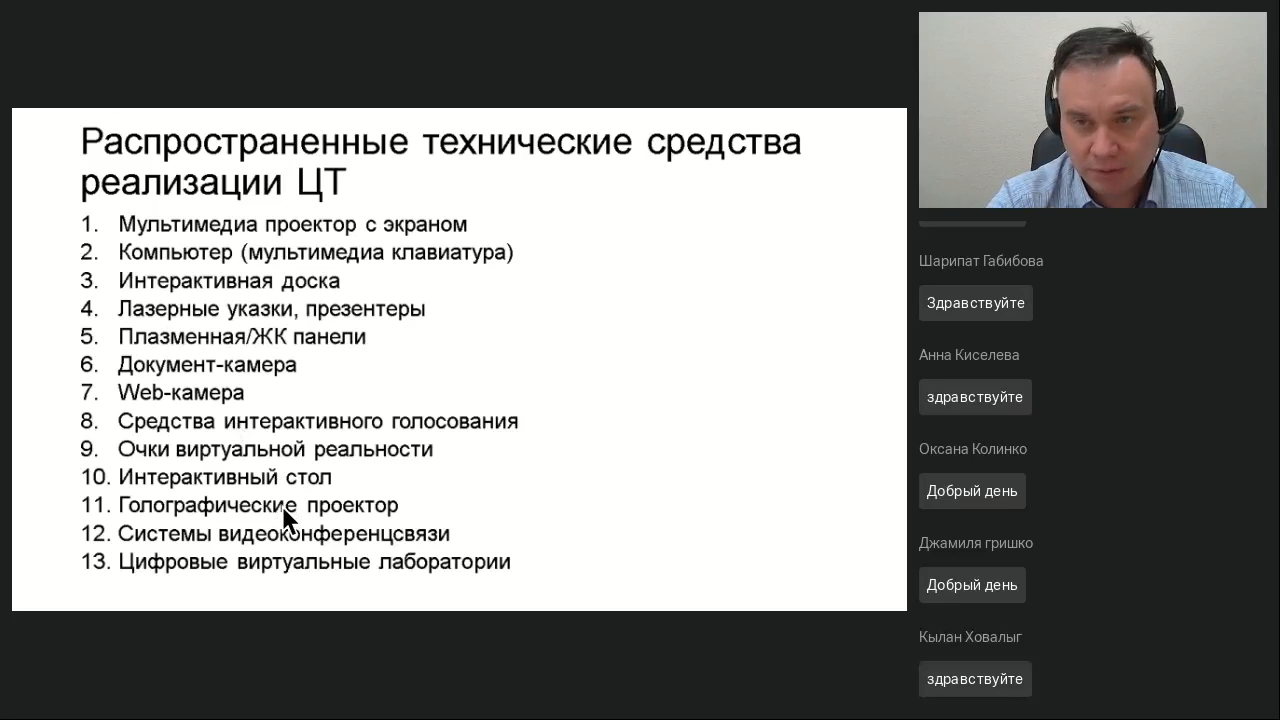 Распространенные технические средства
реализации ЦТ
1. Мультимедиа проектор с экраном
2. Компьютер (мультимедиа клавиатура)
3. Интерактивная доска
4. Лазерные указки, презентеры
5. Плазменная/ЖК панели
6. Документ-камера
7. Web-камера
8. Средства интерактивного голосования
9. Очки виртуальной реальности
10. Интерактивный стол
11. Голографические проектор
12. Системы видеоконференцсвязи
13. Цифровые виртуальные лаборатории
Шарипат Габибова
Здравствуйте
Анна Киселева
здравствуйте
Оксана Колинко
Добрый день
Джамиля гришко
Добрый день
Кылан Ховалыг
здравствуйте